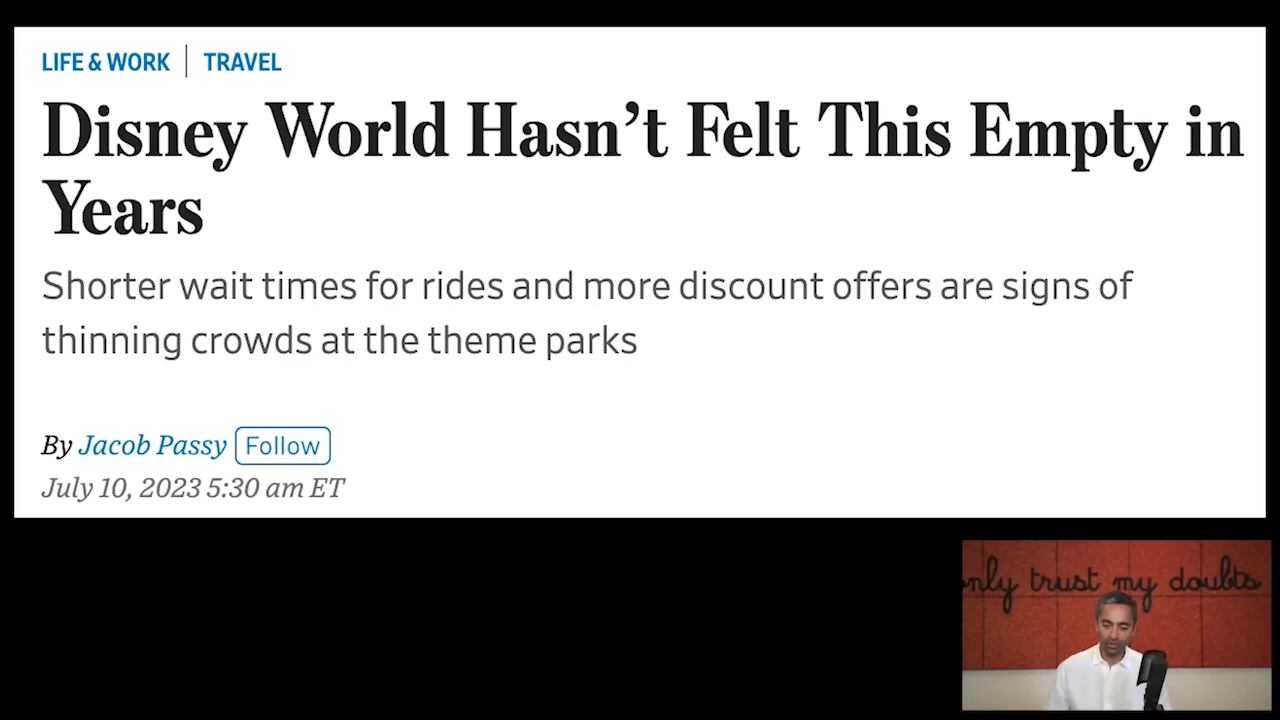 LIFE & WORK | TRAVEL
Disney World Hasn’t Felt This Empty in
Years
Shorter wait times for rides and more discount offers are signs of
thinning crowds at the theme parks
By Jacob Passy Follow
July 10, 2023 5:30 am ET
only trust my doubts